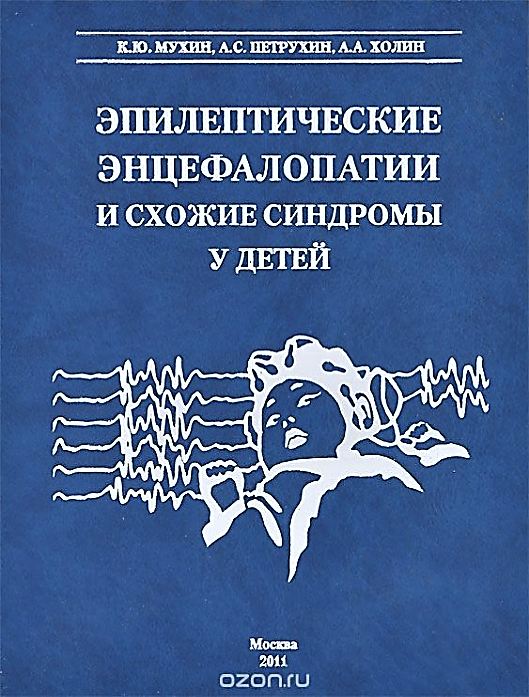 К.Ю. МУХИН, А.С. ПЕТРУХИН, А.А. ХОЛИН
ЭПИЛЕПТИЧЕСКИЕ
ЭНЦЕФАЛОПАТИИ
И СХОЖИЕ СИНДРОМЫ
У ДЕТЕЙ
Москва
2011
ozon.ru